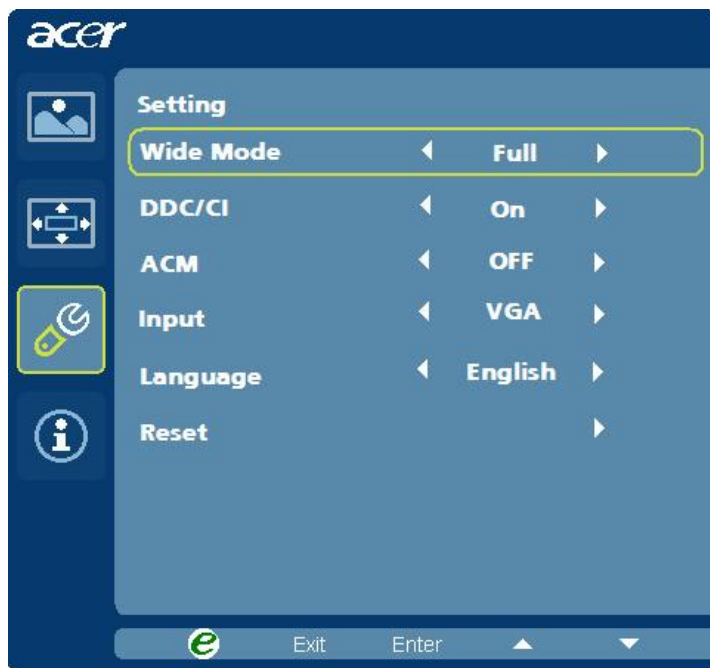 acer
Setting
Wide Mode Full
DDC/CI On
ACM OFF
Input VGA
Language English
Reset
e Exit Enter